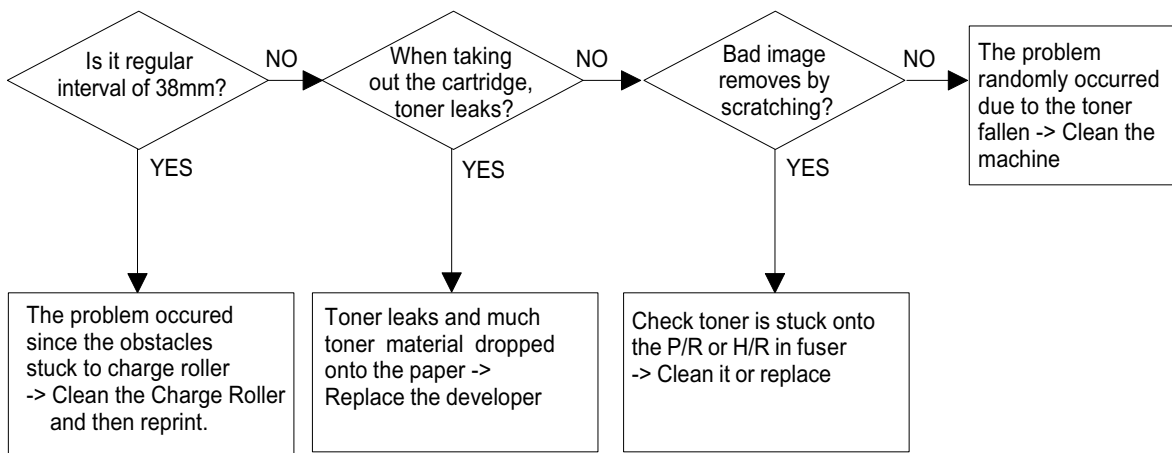 Is it regular
interval of 38mm?
NO
When taking
out the cartridge,
toner leaks?
NO
Bad image
removes by
scratching?
NO
The problem
randomly occurred
due to the toner
fallen -> Clean the
machine
YES
YES
YES
The problem occured
since the obstacles
stuck to charge roller
-> Clean the Charge Roller
and then reprint.
Toner leaks and much
toner material dropped
onto the paper ->
Replace the developer
Check toner is stuck onto
the P/R or H/R in fuser
-> Clean it or replace